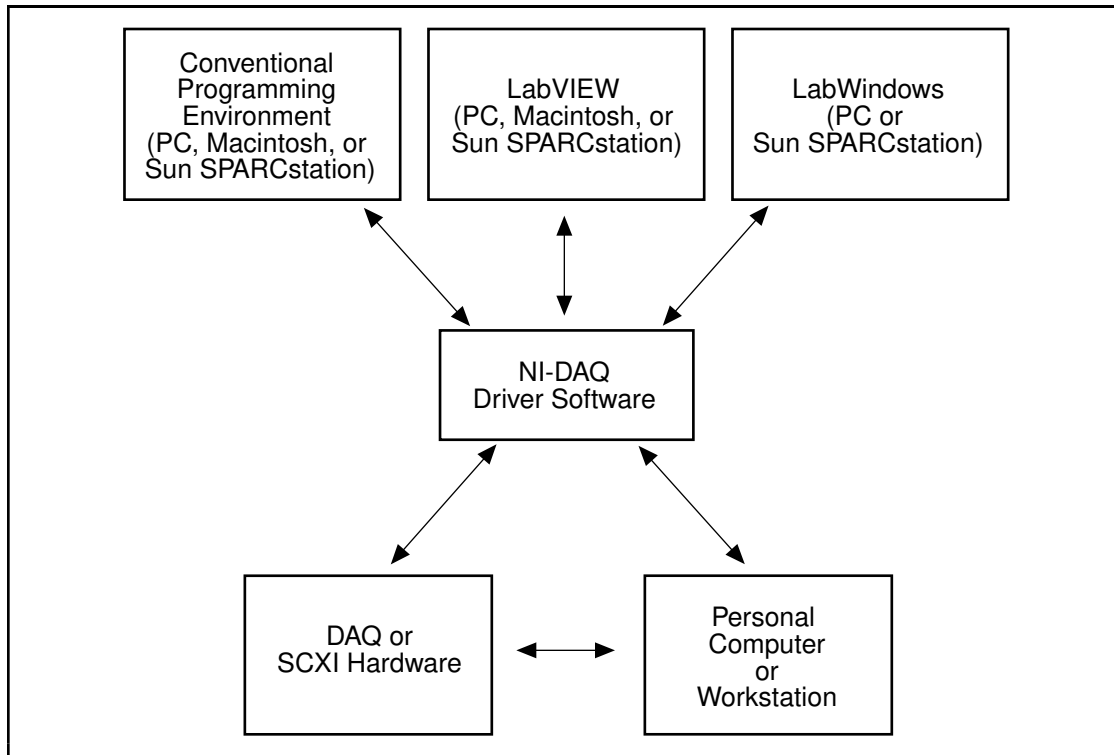 Conventional
Programming
Environment
(PC, Macintosh, or
Sun SPARCstation)
LabVIEW
(PC, Macintosh, or
Sun SPARCstation)
LabWindows
(PC or
Sun SPARCstation)
NI-DAQ
Driver Software
DAQ or
SCXI Hardware
Personal
Computer
or
Workstation